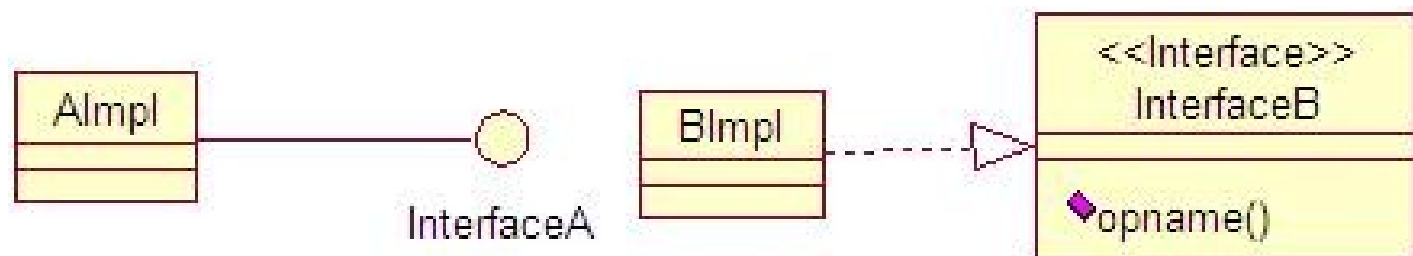 AImpl
InterfaceA
BImpl
<<Interface>>
InterfaceB
opname()